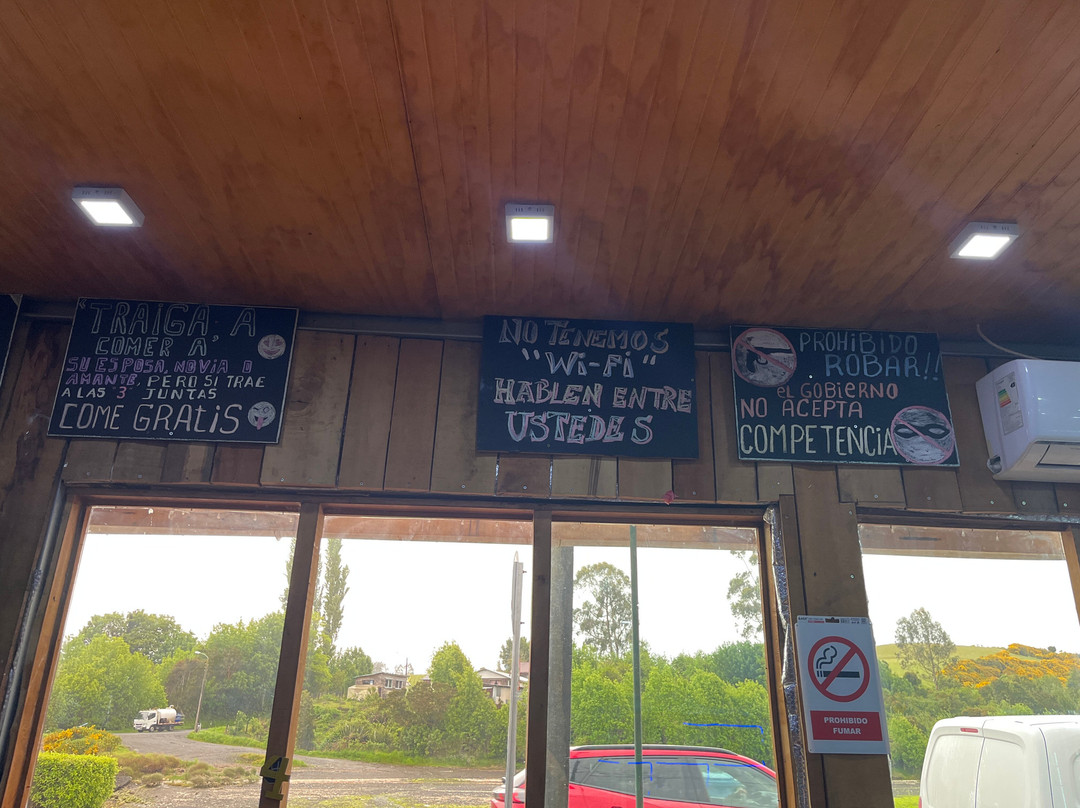 "TRAIGA A
COMER A"
SU ESPOSA, NOVIA O
AMANTE, PERO SI TRAE
A LAS "3" JUNTAS
COME GRATIS
NO TENEMOS
"Wi-Fi"
HABLEN ENTRE
USTEDES
PROHIBIDO
ROBAR!!
el GOBIERNO
NO ACEPTA
COMPETENCIA
PROHIBIDO
FUMAR